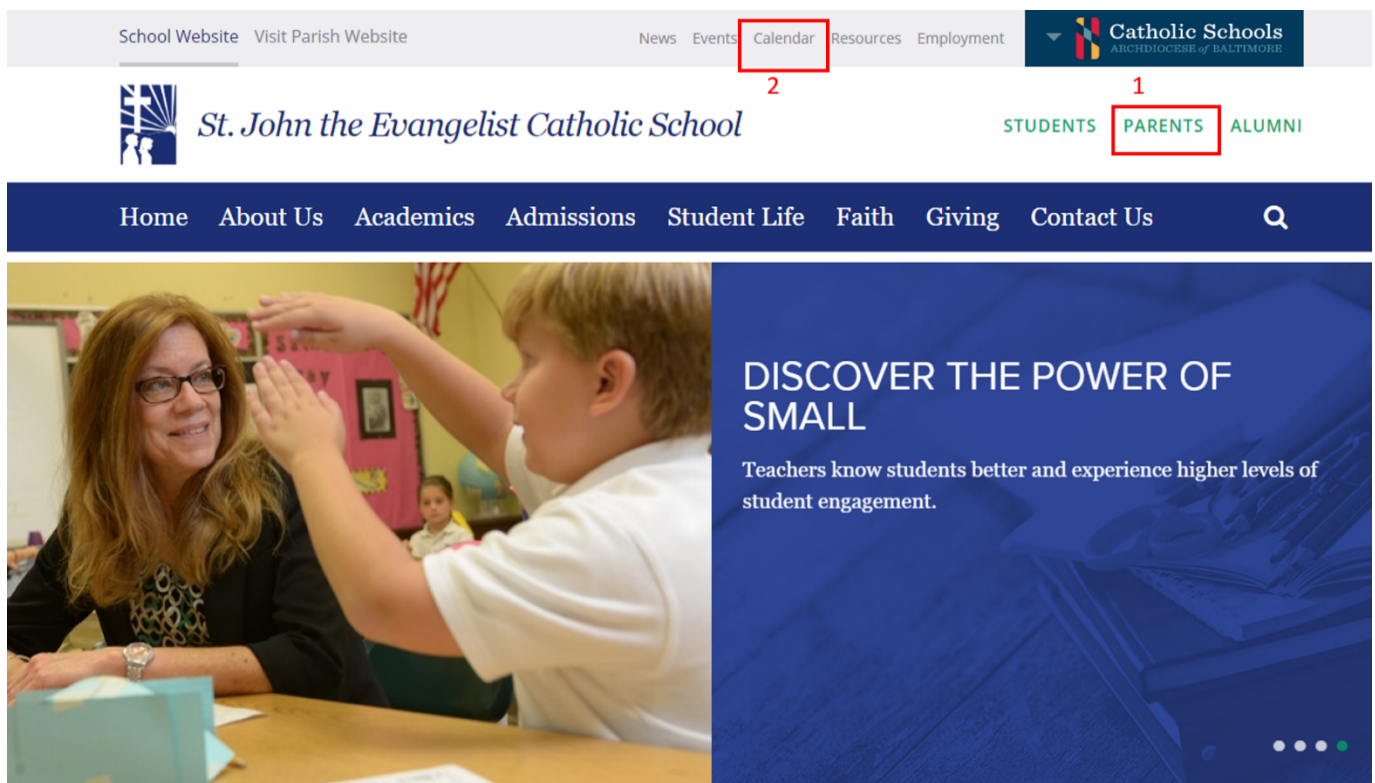 School Website Visit Parish Website News Events Calendar Resources Employment Catholic Schools
ARCHDIOCESE of BALTIMORE
2 1
St. John the Evangelist Catholic School STUDENTS PARENTS ALUMNI
Home About Us Academics Admissions Student Life Faith Giving Contact Us
DISCOVER THE POWER OF
SMALL
Teachers know students better and experience higher levels of
student engagement.